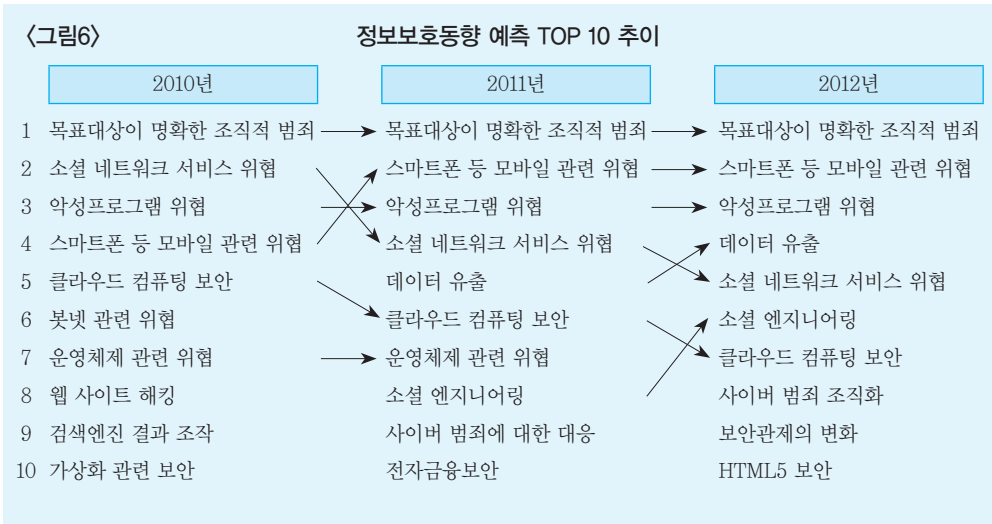 〈그림6〉 정보보호동향 예측 TOP 10 추이
2010년 2011년 2012년
1 목표대상이 명확한 조직적 범죄 목표대상이 명확한 조직적 범죄 목표대상이 명확한 조직적 범죄
2 소셜 네트워크 서비스 위협 스마트폰 등 모바일 관련 위협 스마트폰 등 모바일 관련 위협
3 악성프로그램 위협 악성프로그램 위협 악성프로그램 위협
4 스마트폰 등 모바일 관련 위협 소셜 네트워크 서비스 위협 데이터 유출
5 클라우드 컴퓨팅 보안 데이터 유출 소셜 네트워크 서비스 위협
6 봇넷 관련 위협 클라우드 컴퓨팅 보안 소셜 엔지니어링
7 운영체제 관련 위협 운영체제 관련 위협 클라우드 컴퓨팅 보안
8 웹 사이트 해킹 소셜 엔지니어링 사이버 범죄 조직화
9 검색엔진 결과 조작 사이버 범죄에 대한 대응 보안관제의 변화
10 가상화 관련 보안 전자금융보안 HTML5 보안